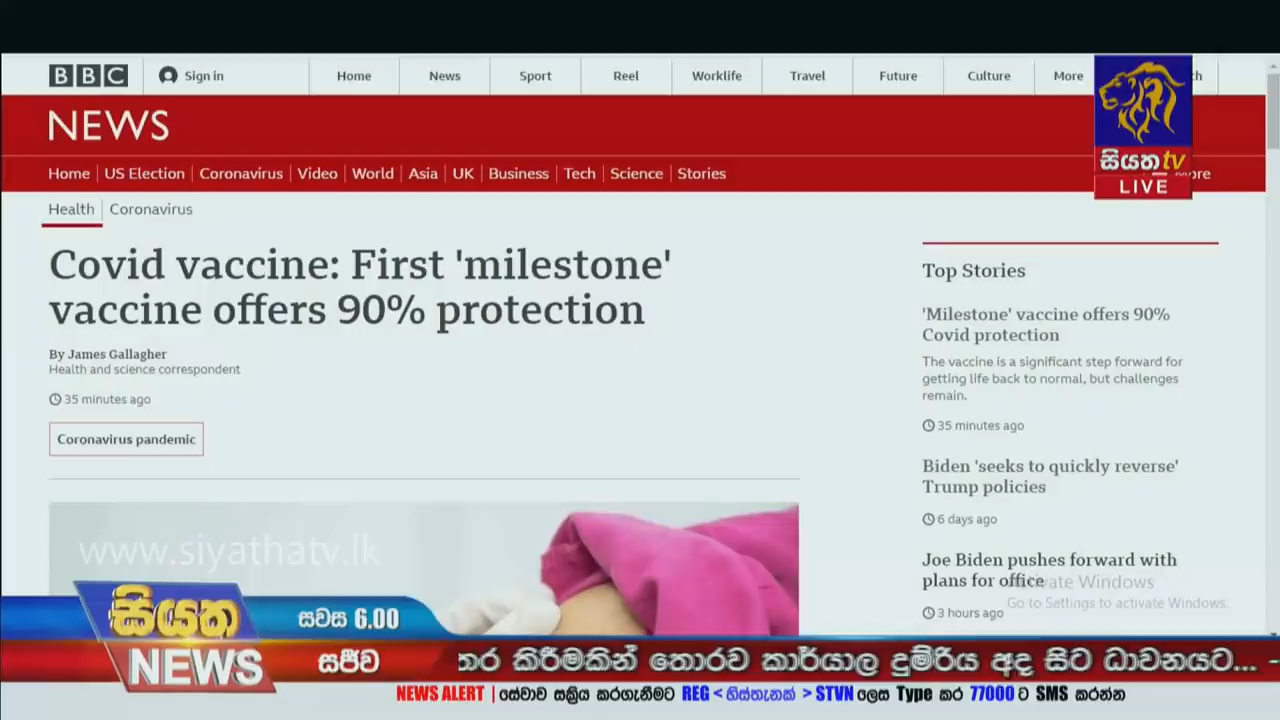 BBC Sign in Home News Sport Reel Worklife Travel Future Culture More
සියත tv
LIVE
NEWS
Home US Election Coronavirus Video World Asia UK Business Tech Science Stories
Health Coronavirus
Covid vaccine: First 'milestone'
vaccine offers 90% protection
By James Gallagher
Health and science correspondent
35 minutes ago
Coronavirus pandemic
Top Stories
'Milestone' vaccine offers 90%
Covid protection
The vaccine is a significant step forward for
getting life back to normal, but challenges
remain.
35 minutes ago
Biden 'seeks to quickly reverse'
Trump policies
6 days ago
Joe Biden pushes forward with
plans for office
3 hours ago
Activate Windows
Go to Settings to activate Windows.
www.siyathatv.lk
සියත
NEWS
සවස 6.00
සජීව
තර කිරීමකින් තොරව කාර්යාල දුම්රිය අද සිට ධාවනයට... -
NEWS ALERT | සේවාව සක්‍රිය කරගැනීමට REG < හිස්තැනක් > STVN ලෙස Type කර 77000 ට SMS කරන්න